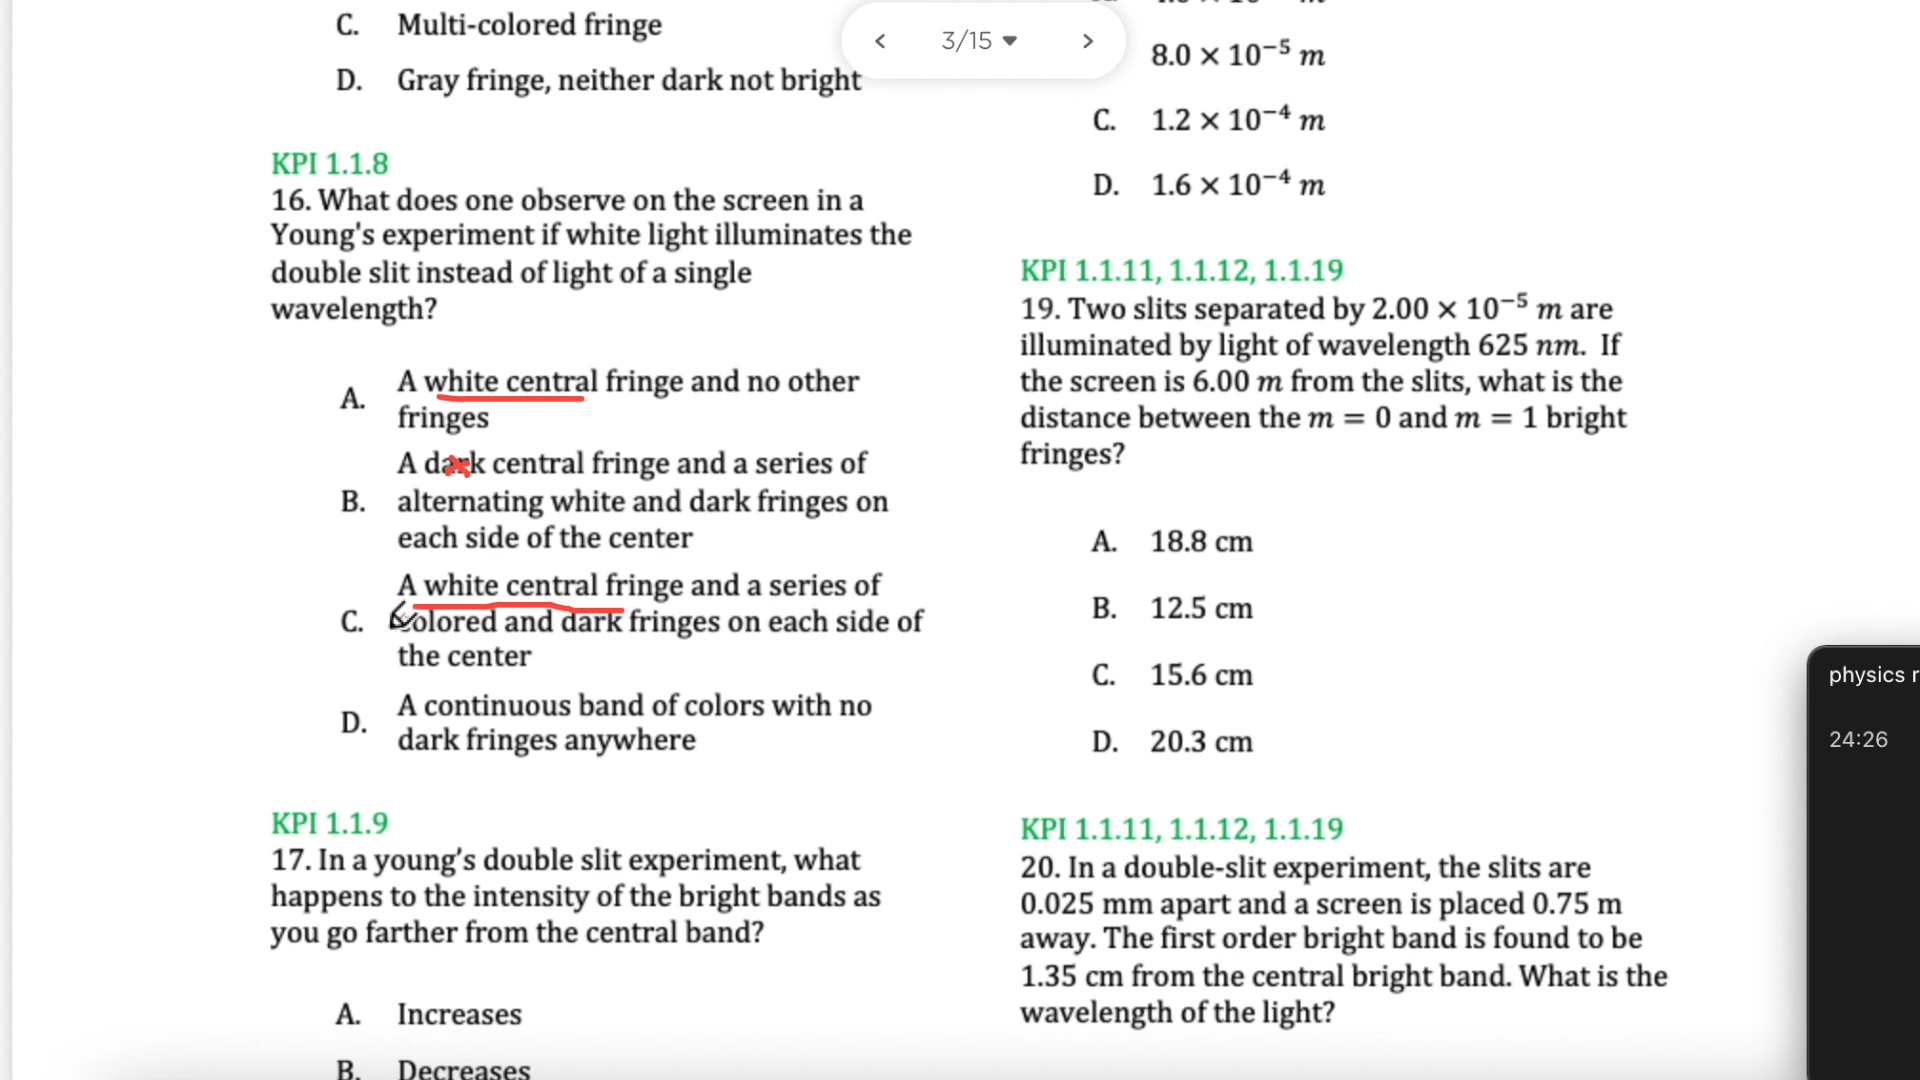 C. Multi-colored fringe
D. Gray fringe, neither dark not bright
KPI 1.1.8
16. What does one observe on the screen in a
Young's experiment if white light illuminates the
double slit instead of light of a single
wavelength?
A. A white central fringe and no other
fringes
A dark central fringe and a series of
B. alternating white and dark fringes on
each side of the center
A white central fringe and a series of
C. colored and dark fringes on each side of
the center
D. A continuous band of colors with no
dark fringes anywhere
KPI 1.1.9
17. In a young’s double slit experiment, what
happens to the intensity of the bright bands as
you go farther from the central band?
A. Increases
B. Decreases
3/15
8.0 × 10⁻⁵ m
C. 1.2 × 10⁻⁴ m
D. 1.6 × 10⁻⁴ m
KPI 1.1.11, 1.1.12, 1.1.19
19. Two slits separated by 2.00 × 10⁻⁵ m are
illuminated by light of wavelength 625 nm. If
the screen is 6.00 m from the slits, what is the
distance between the m = 0 and m = 1 bright
fringes?
A. 18.8 cm
B. 12.5 cm
C. 15.6 cm
D. 20.3 cm
KPI 1.1.11, 1.1.12, 1.1.19
20. In a double-slit experiment, the slits are
0.025 mm apart and a screen is placed 0.75 m
away. The first order bright band is found to be
1.35 cm from the central bright band. What is the
wavelength of the light?
physics r
24:26